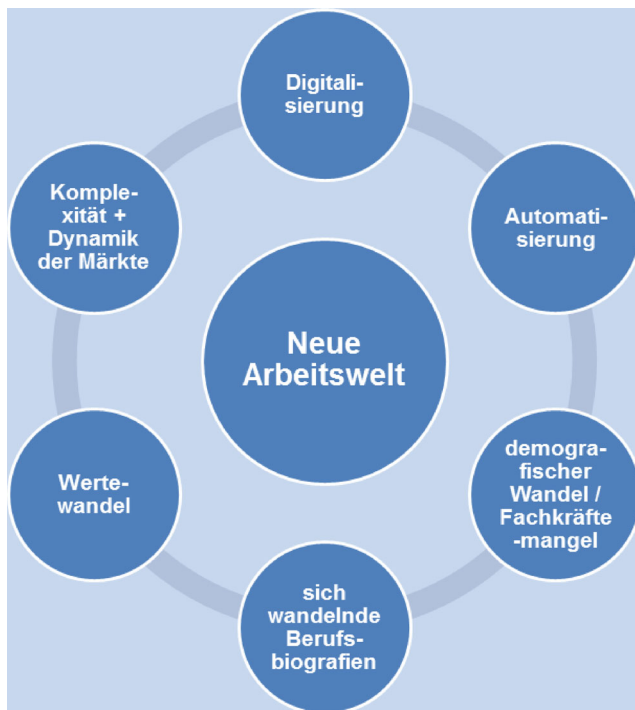 Digitali-
sierung
Komple-
xität +
Dynamik
der Märkte
Automati-
sierung
Neue
Arbeitswelt
Werte-
wandel
demogra-
fischer
Wandel /
Fachkräfte
-mangel
sich
wandelnde
Berufs-
biografien